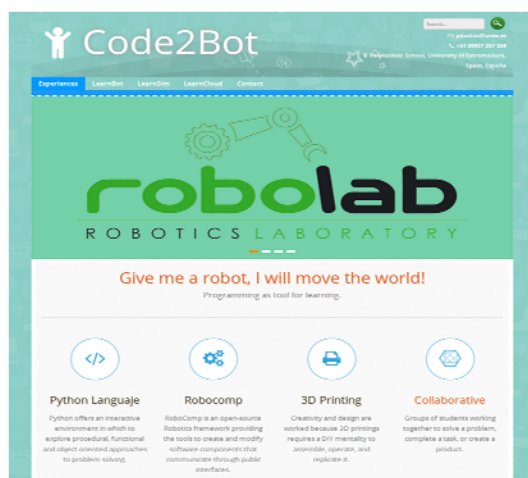 Search...
Code2Bot
Polytechnic School, University of Extremadura,
Spain, España
Experiences LearnBot LearnSim LearnCloud Contact
robolab
ROBOTICS LABORATORY
Give me a robot, I will move the world!
Programming as tool for learning.
</>
Python Languaje
Python offers an interactive
environment in which to
explore procedural, functional
and object oriented approaches
to problem solving.
Robocomp
RoboComp is an open-source
Robotics framework providing
the tools to create and modify
software components that
communicate through public
interfaces.
3D Printing
Creativity and design are
worked because 3D printings
requires a DIY mentality to
assemble, operate, and
replicate it.
Collaborative
Groups of students working
together to solve a problem,
complete a task, or create a
product.